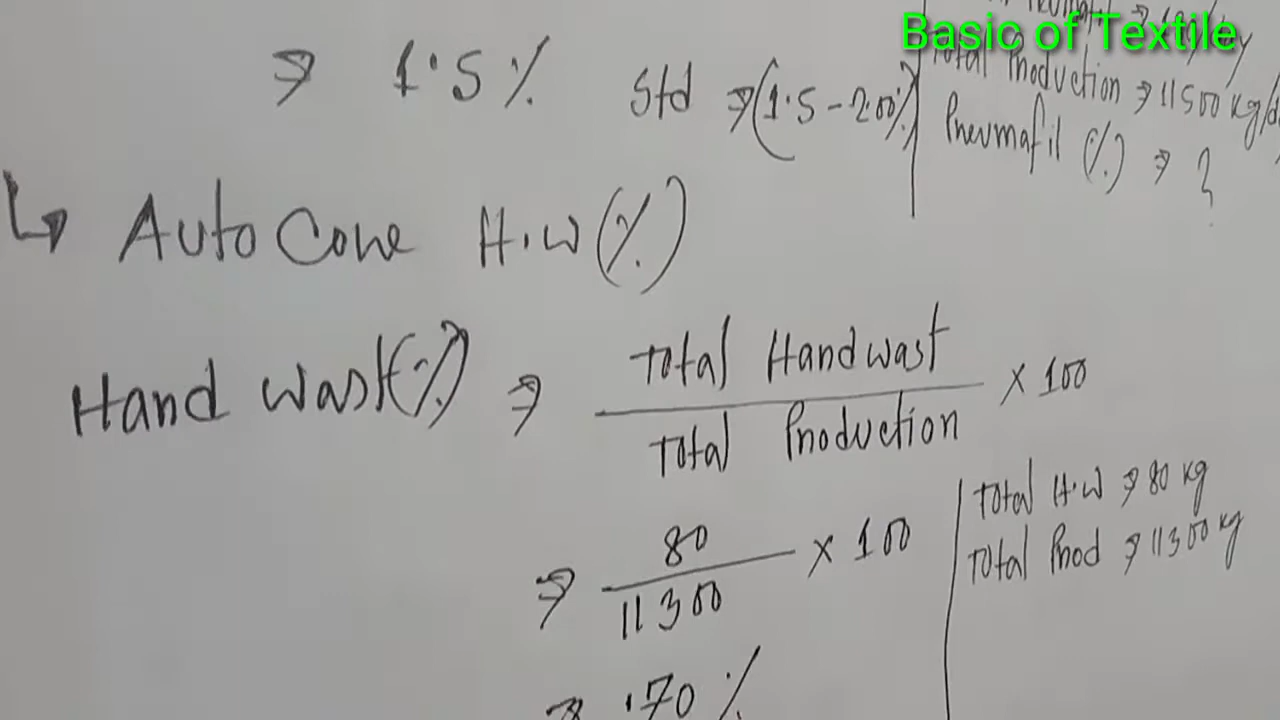 Basic of Textile
Total Production ⇒ 11500 kg/d
Pneumafil (%) ⇒ ?
⇒ 1.5 % Std ⇒ (1.5 - 2.00%)
↳ Auto Cone H.W (%)
Hand Wast (%) ⇒ Total Handwast / Total Production × 100
Total H.W ⇒ 80 kg
Total Prod ⇒ 11300 kg
⇒ 80 / 11300 × 100
⇒ .70 %